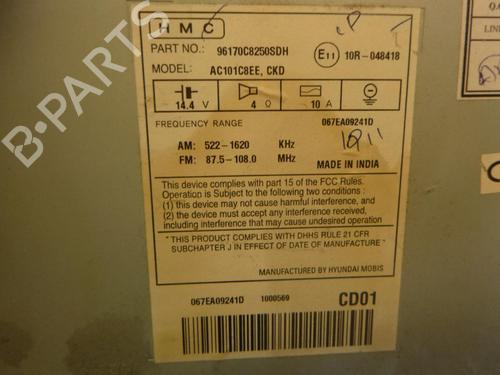 HMC
PART NO.: 96170C8250SDH
E11 10R-048418
MODEL: AC101C8EE, CKD
14.4 V 4 Ω 10 A
FREQUENCY RANGE 067EA09241D
AM: 522-1620 KHz
FM: 87.5-108.0 MHz MADE IN INDIA
This device complies with part 15 of the FCC Rules.
Operation is Subject to the following two conditions :
(1) this device may not cause harmful interference, and
(2) the device must accept any interference received,
including interference that may cause undesired operation
" THIS PRODUCT COMPLIES WITH DHHS RULE 21 CFR
SUBCHAPTER J IN EFFECT OF DATE OF MANUFACTURE "
MANUFACTURED BY HYUNDAI MOBIS
067EA09241D 1000569 CD01
B-PARTS